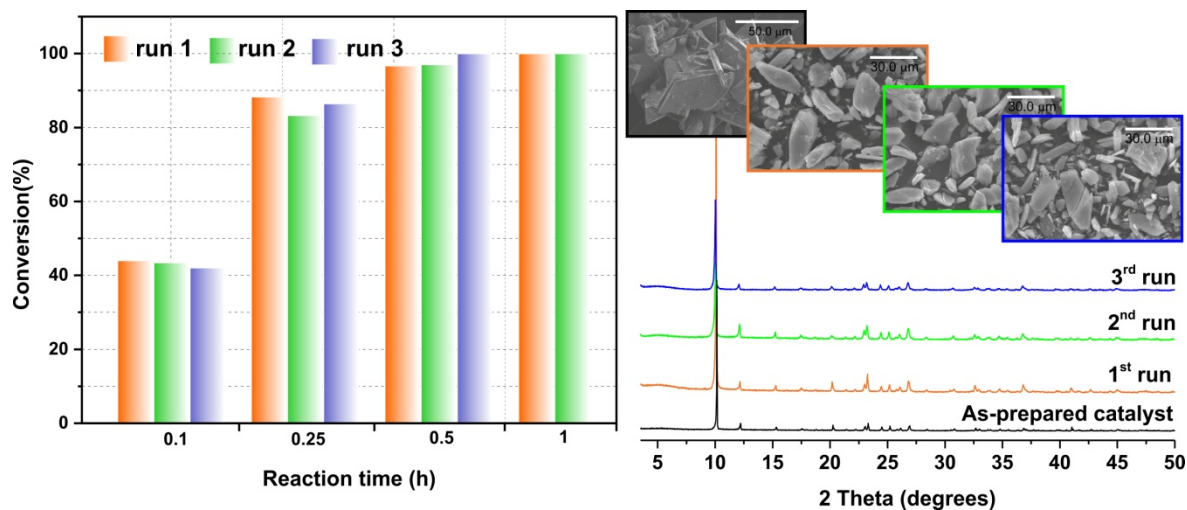 run 1 run 2 run 3
100
80
60
40
20
0
Conversion(%)
0.1 0.25 0.5 1
Reaction time (h)
50.0 μm
30.0 μm
30.0 μm
30.0 μm
3rd run
2nd run
1st run
As-prepared catalyst
5 10 15 20 25 30 35 40 45 50
2 Theta (degrees)